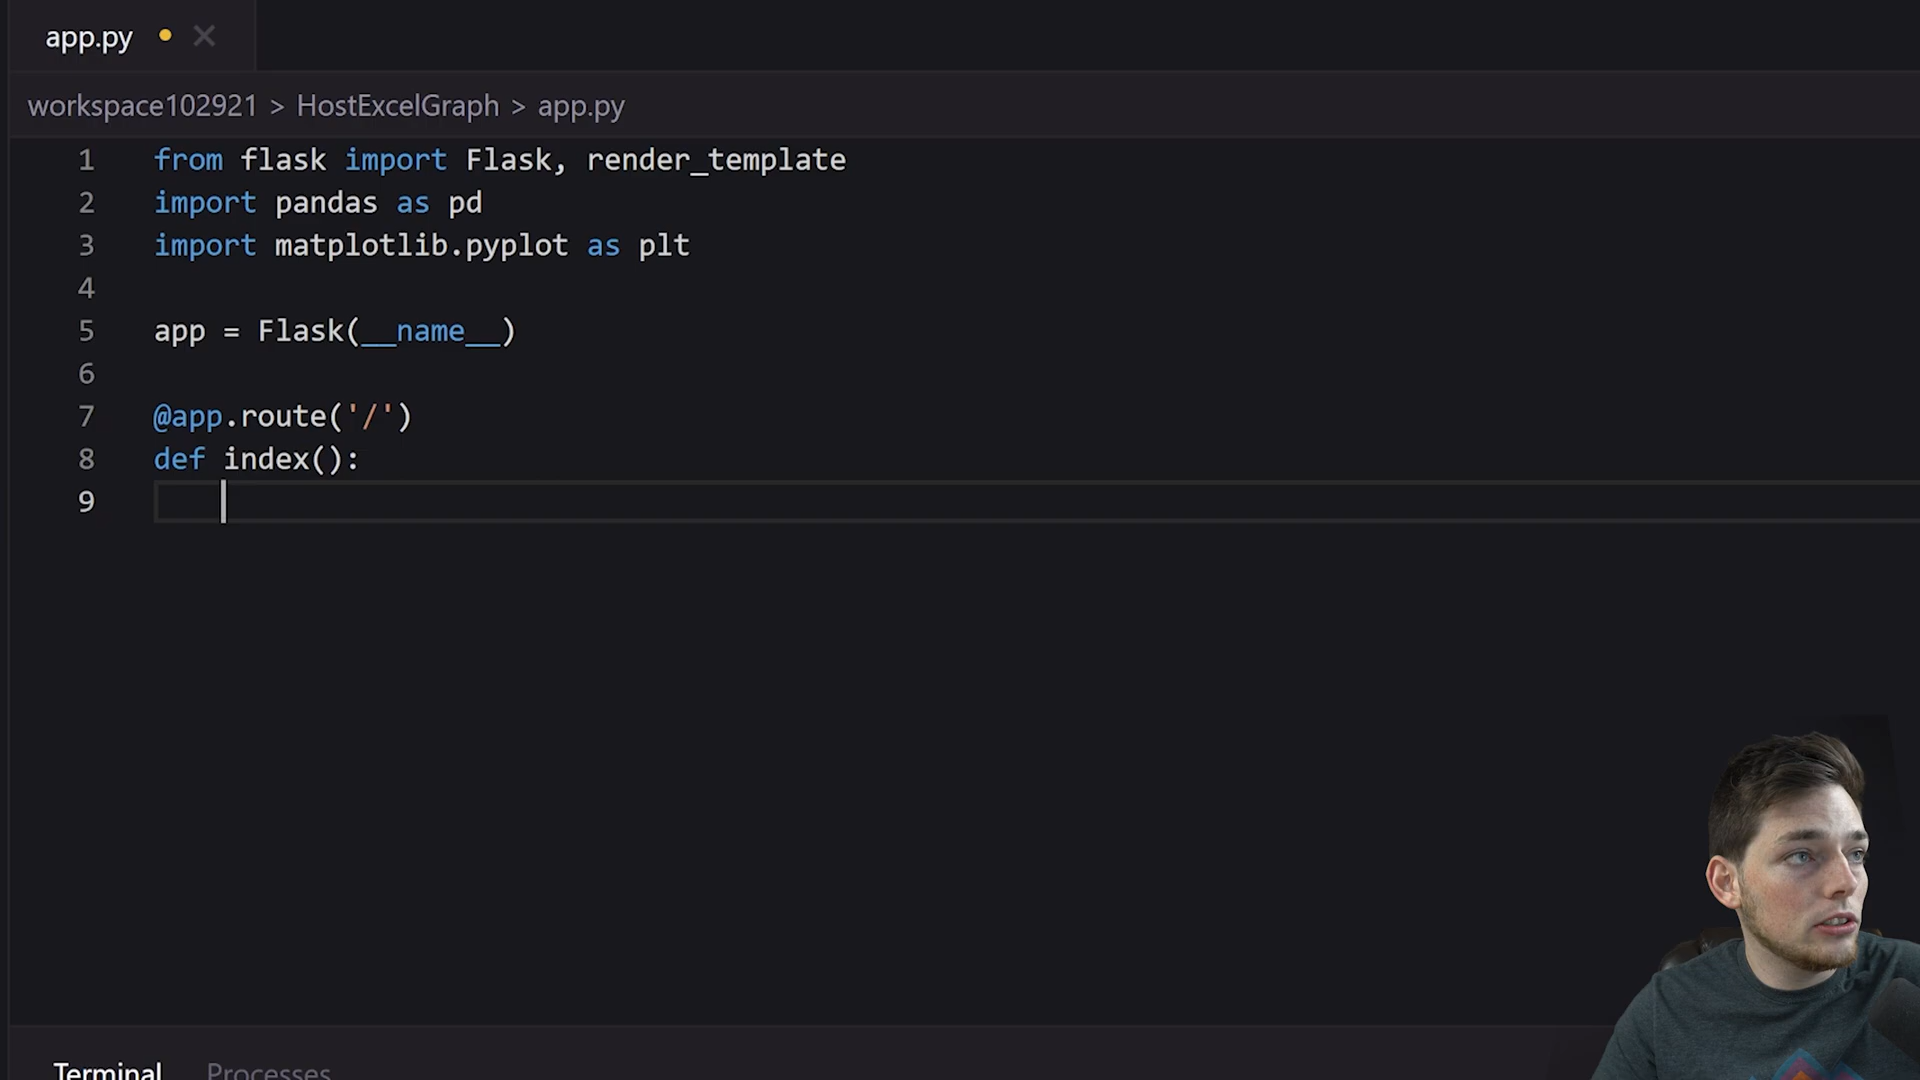 app.py
workspace102921 > HostExcelGraph > app.py
1 from flask import Flask, render_template
2 import pandas as pd
3 import matplotlib.pyplot as plt
4
5 app = Flask(__name__)
6
7 @app.route('/')
8 def index():
9
Terminal Processes